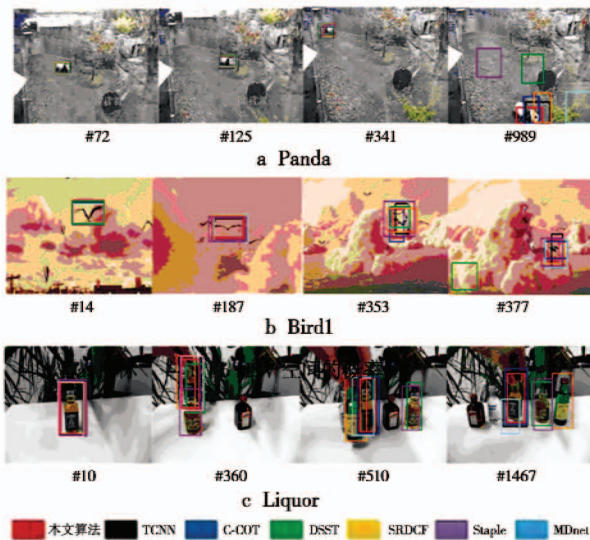 #72 #125 #341 #989
a Panda
#14 #187 #353 #377
b Bird1
#10 #360 #510 #1467
c Liquor
本文算法 TCNN C-COT DSST SRDCF Staple MDnet